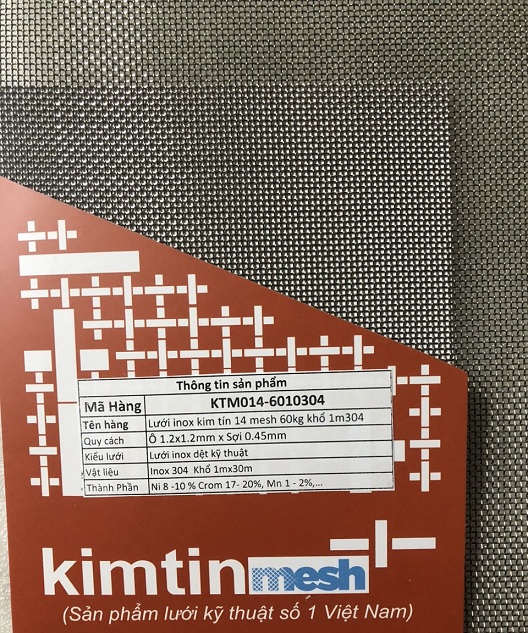 Thông tin sản phẩm
Mã Hàng KTM014-6010304
Tên hàng Lưới inox kim tín 14 mesh 60kg khổ 1m304
Quy cách Ô 1.2x1.2mm x Sợi 0.45mm
Kiểu lưới Lưới inox dệt kỹ thuật
Vật liệu Inox 304 Khổ 1mx30m
Thành Phần Ni 8 -10 % Crom 17- 20%, Mn 1 - 2%,...
kimtin mesh
(Sản phẩm lưới kỹ thuật số 1 Việt Nam)